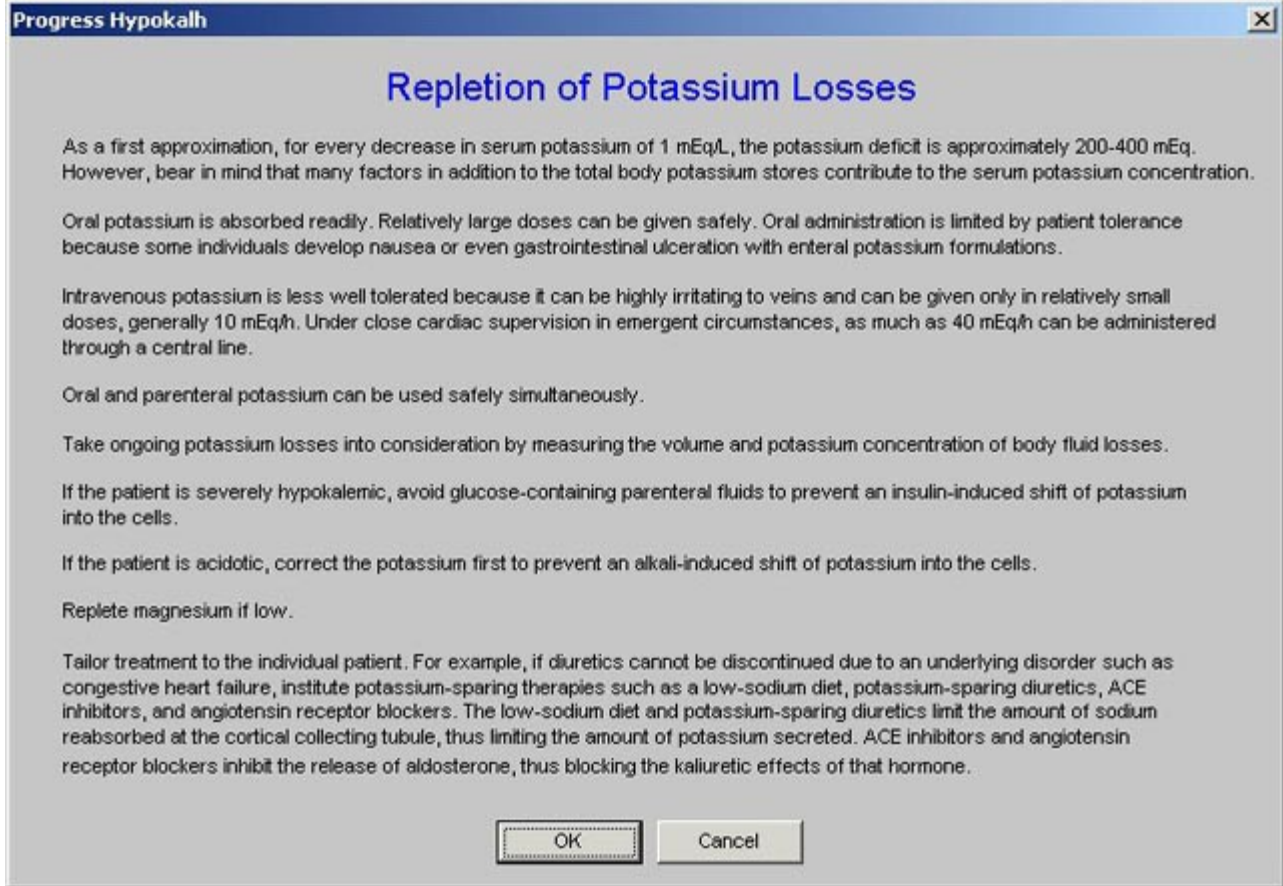 Progress Hypokalh
Repletion of Potassium Losses
As a first approximation, for every decrease in serum potassium of 1 mEq/L, the potassium deficit is approximately 200-400 mEq.
However, bear in mind that many factors in addition to the total body potassium stores contribute to the serum potassium concentration.
Oral potassium is absorbed readily. Relatively large doses can be given safely. Oral administration is limited by patient tolerance
because some individuals develop nausea or even gastrointestinal ulceration with enteral potassium formulations.
Intravenous potassium is less well tolerated because it can be highly irritating to veins and can be given only in relatively small
doses, generally 10 mEq/h. Under close cardiac supervision in emergent circumstances, as much as 40 mEq/h can be administered
through a central line.
Oral and parenteral potassium can be used safely simultaneously.
Take ongoing potassium losses into consideration by measuring the volume and potassium concentration of body fluid losses.
If the patient is severely hypokalemic, avoid glucose-containing parenteral fluids to prevent an insulin-induced shift of potassium
into the cells.
If the patient is acidotic, correct the potassium first to prevent an alkali-induced shift of potassium into the cells.
Replete magnesium if low.
Tailor treatment to the individual patient. For example, if diuretics cannot be discontinued due to an underlying disorder such as
congestive heart failure, institute potassium-sparing therapies such as a low-sodium diet, potassium-sparing diuretics, ACE
inhibitors, and angiotensin receptor blockers. The low-sodium diet and potassium-sparing diuretics limit the amount of sodium
reabsorbed at the cortical collecting tubule, thus limiting the amount of potassium secreted. ACE inhibitors and angiotensin
receptor blockers inhibit the release of aldosterone, thus blocking the kaliuretic effects of that hormone.
OK
Cancel